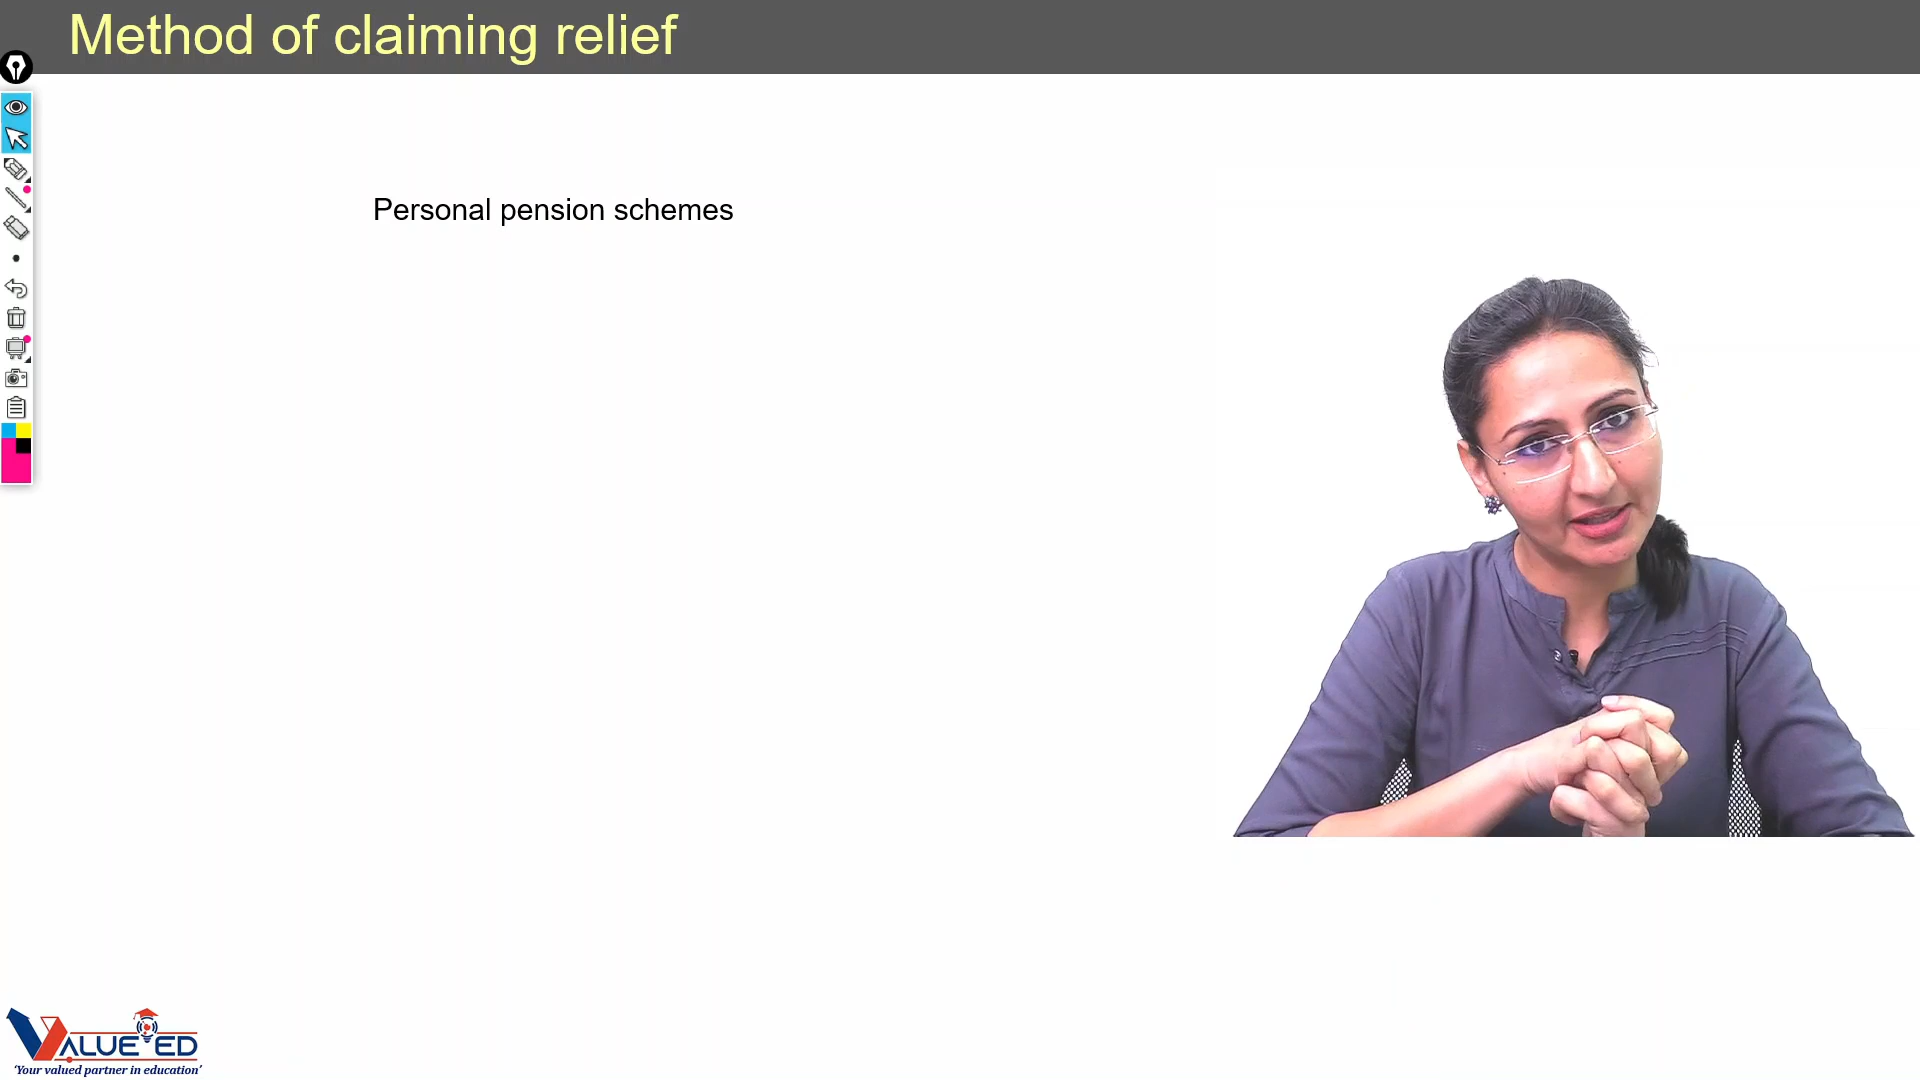 Method of claiming relief
Personal pension schemes
VALUE ED
'Your valued partner in education'